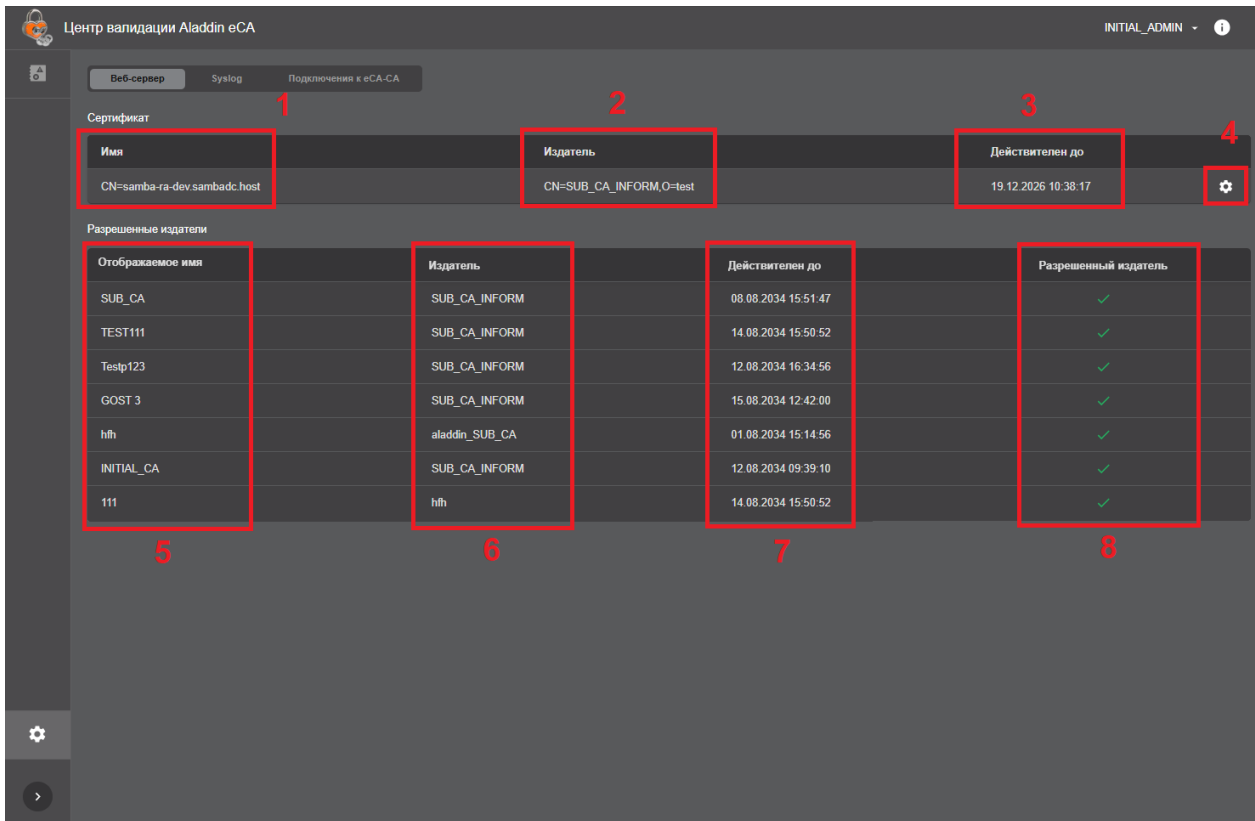 Центр валидации Aladdin eCA
INITIAL_ADMIN
Веб-сервер Syslog Подключения к eCA-CA
1 2 3 4
Сертификат
Имя Издатель Действителен до
CN=samba-ra-dev.sambadc.host CN=SUB_CA_INFORM,O=test 19.12.2026 10:38:17
Разрешенные издатели
Отображаемое имя Издатель Действителен до Разрешенный издатель
SUB_CA SUB_CA_INFORM 08.08.2034 15:51:47
TEST111 SUB_CA_INFORM 14.08.2034 15:50:52
Testp123 SUB_CA_INFORM 12.08.2034 16:34:56
GOST 3 SUB_CA_INFORM 15.08.2034 12:42:00
hfh aladdin_SUB_CA 01.08.2034 15:14:56
INITIAL_CA SUB_CA_INFORM 12.08.2034 09:39:10
111 hfh 14.08.2034 15:50:52
5 6 7 8